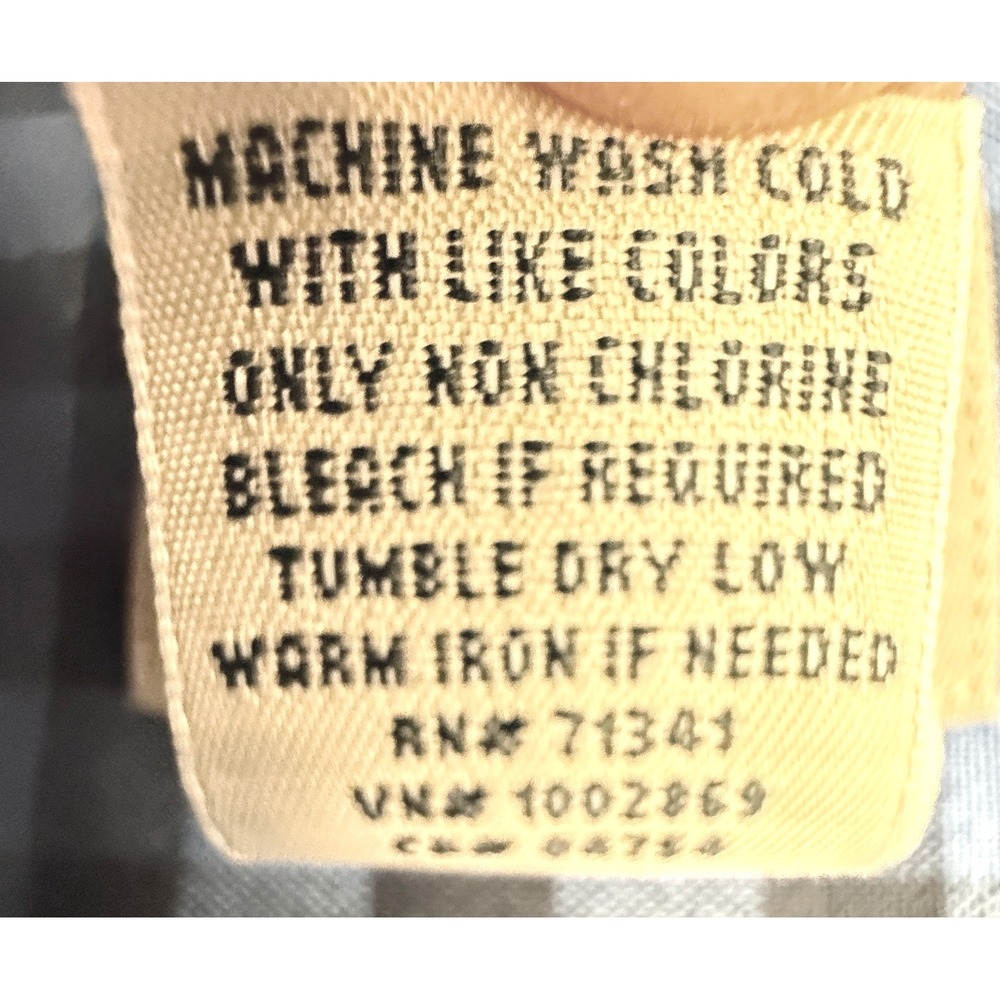 MACHINE WASH COLD
WITH LIKE COLORS
ONLY NON CHLORINE
BLEACH IF REQUIRED
TUMBLE DRY LOW
WARM IRON IF NEEDED
RN# 71341
VN# 1002869